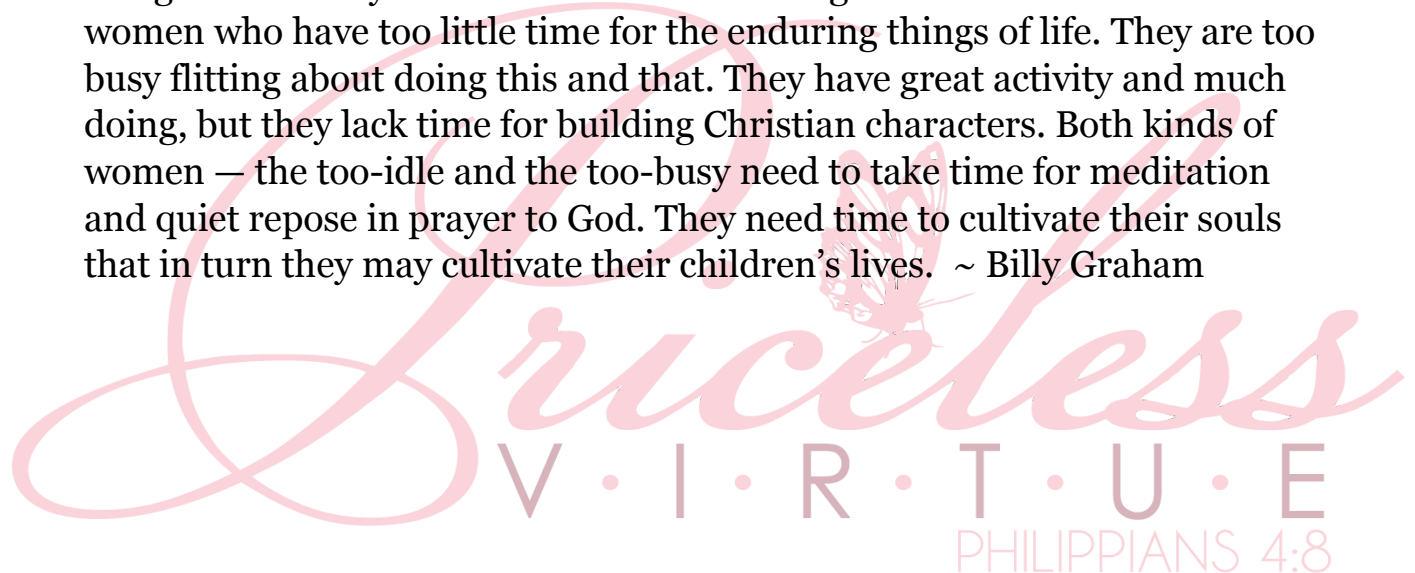 women who have too little time for the enduring things of life. They are too
busy flitting about doing this and that. They have great activity and much
doing, but they lack time for building Christian characters. Both kinds of
women — the too-idle and the too-busy need to take time for meditation
and quiet repose in prayer to God. They need time to cultivate their souls
that in turn they may cultivate their children’s lives.  ~ Billy Graham
Priceless
V·I·R·T·U·E
PHILIPPIANS 4:8